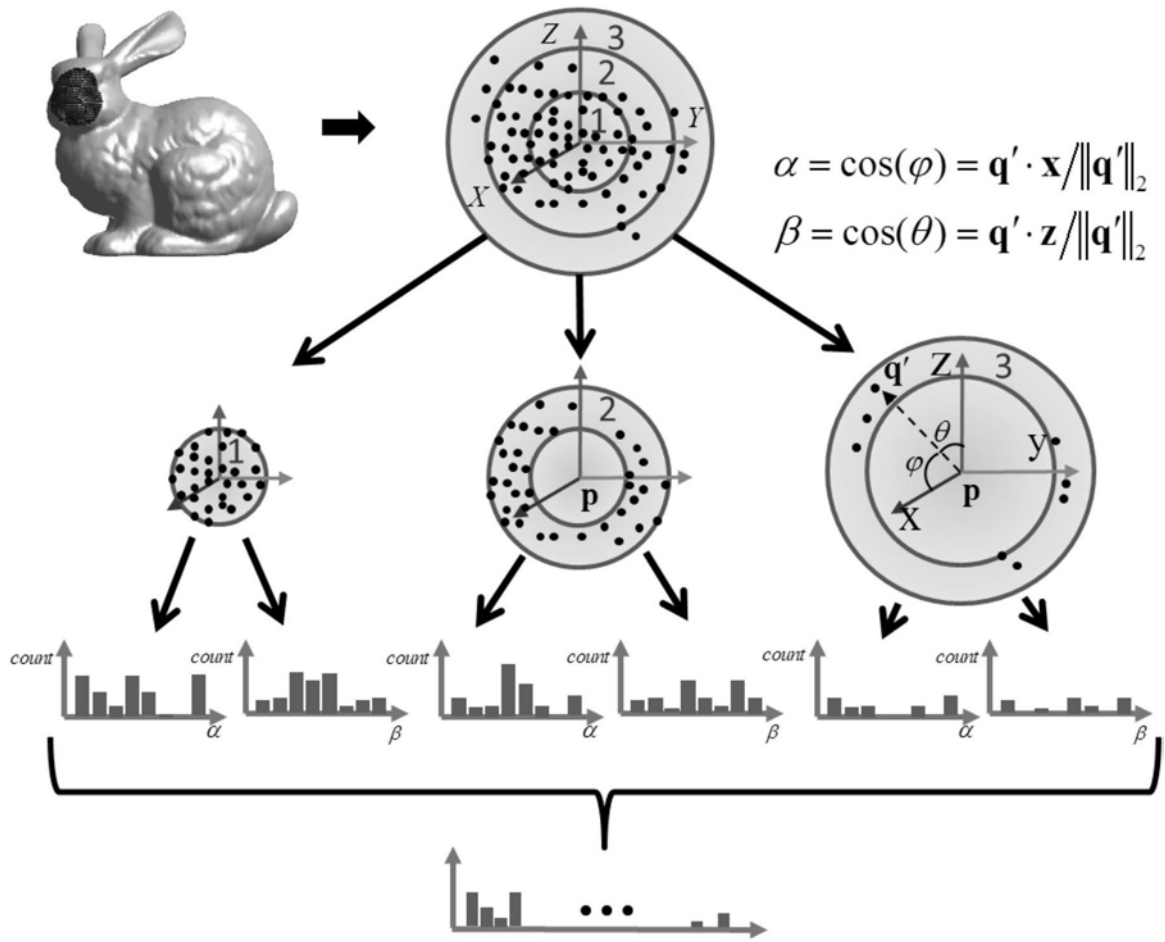 Z
3
2
1
Y
X
α = cos(φ) = q′ · x/‖q′‖₂
β = cos(θ) = q′ · z/‖q′‖₂
1
2
p
q′
Z
3
θ
y
φ
p
X
count
α
count
β
count
α
count
β
count
α
count
β